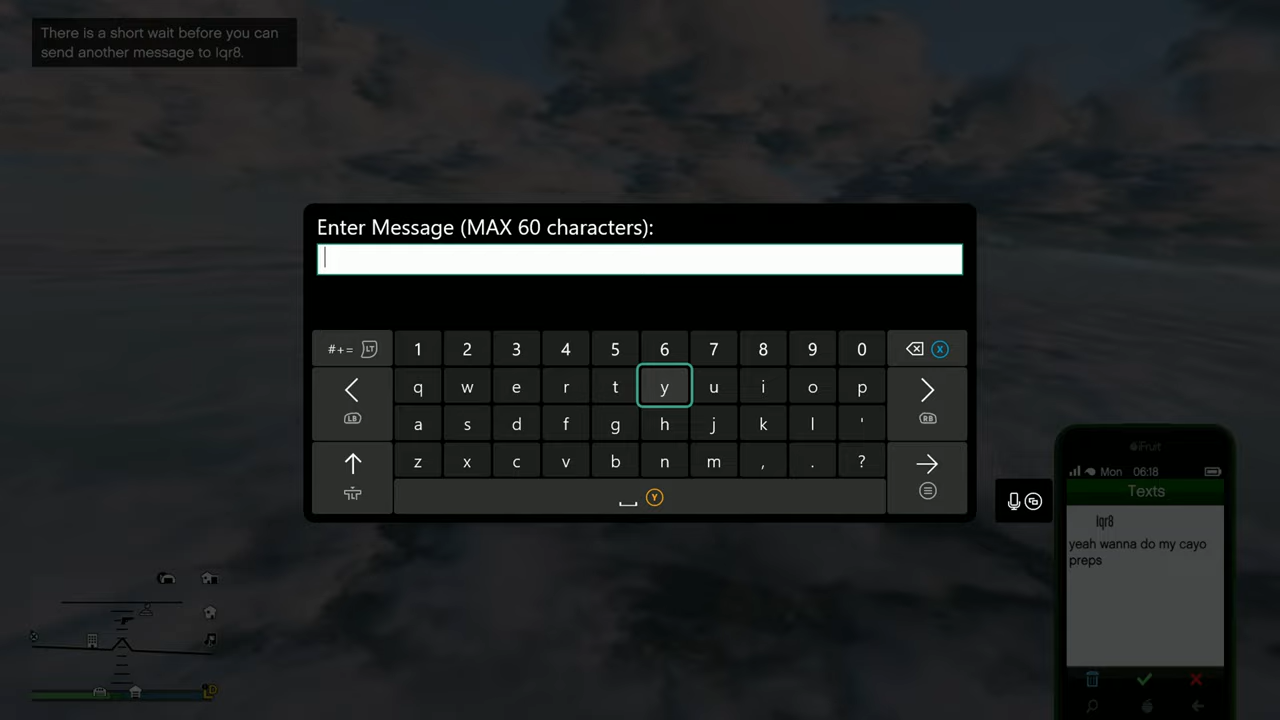 There is a short wait before you can
send another message to lqr8.
Enter Message (MAX 60 characters):
#+= LT 1 2 3 4 5 6 7 8 9 0 X
q w e r t y u i o p
LB RB
a s d f g h j k l '
z x c v b n m , . ?
Y
Fruit
Mon 06:18
Texts
lqr8
yeah wanna do my cayo
preps